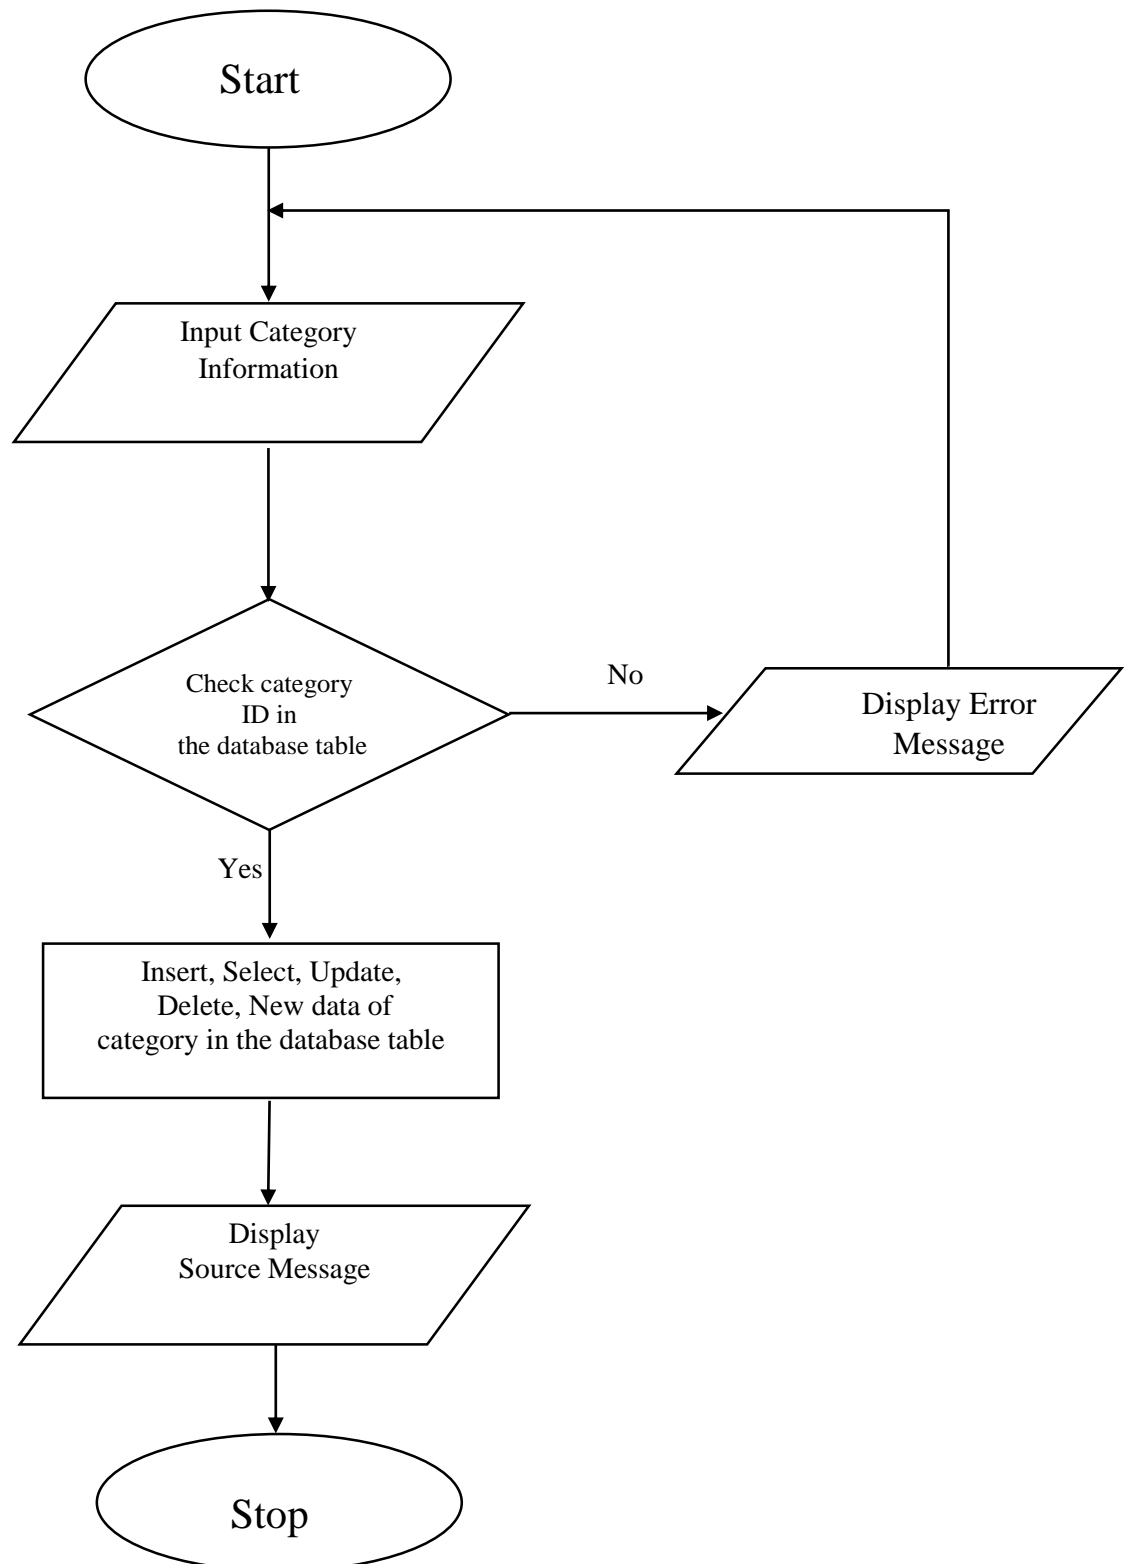 Start
Input Category
Information
Check category
ID in
the database table
No
Display Error
Message
Yes
Insert, Select, Update,
Delete, New data of
category in the database table
Display
Source Message
Stop